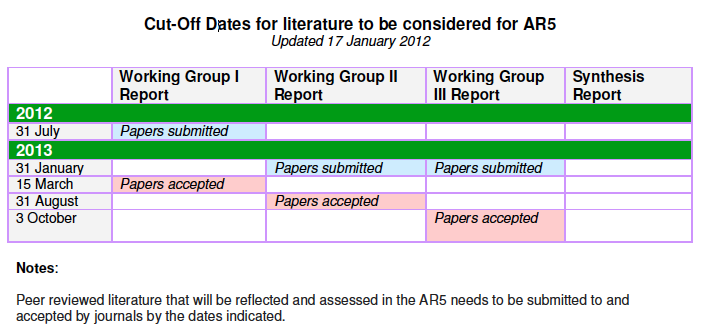 Cut-Off Dates for literature to be considered for AR5
Updated 17 January 2012
Working Group I Report
Working Group II Report
Working Group III Report
Synthesis Report
2012
31 July Papers submitted
2013
31 January Papers submitted Papers submitted
15 March Papers accepted
31 August Papers accepted
3 October Papers accepted
Notes:
Peer reviewed literature that will be reflected and assessed in the AR5 needs to be submitted to and
accepted by journals by the dates indicated.